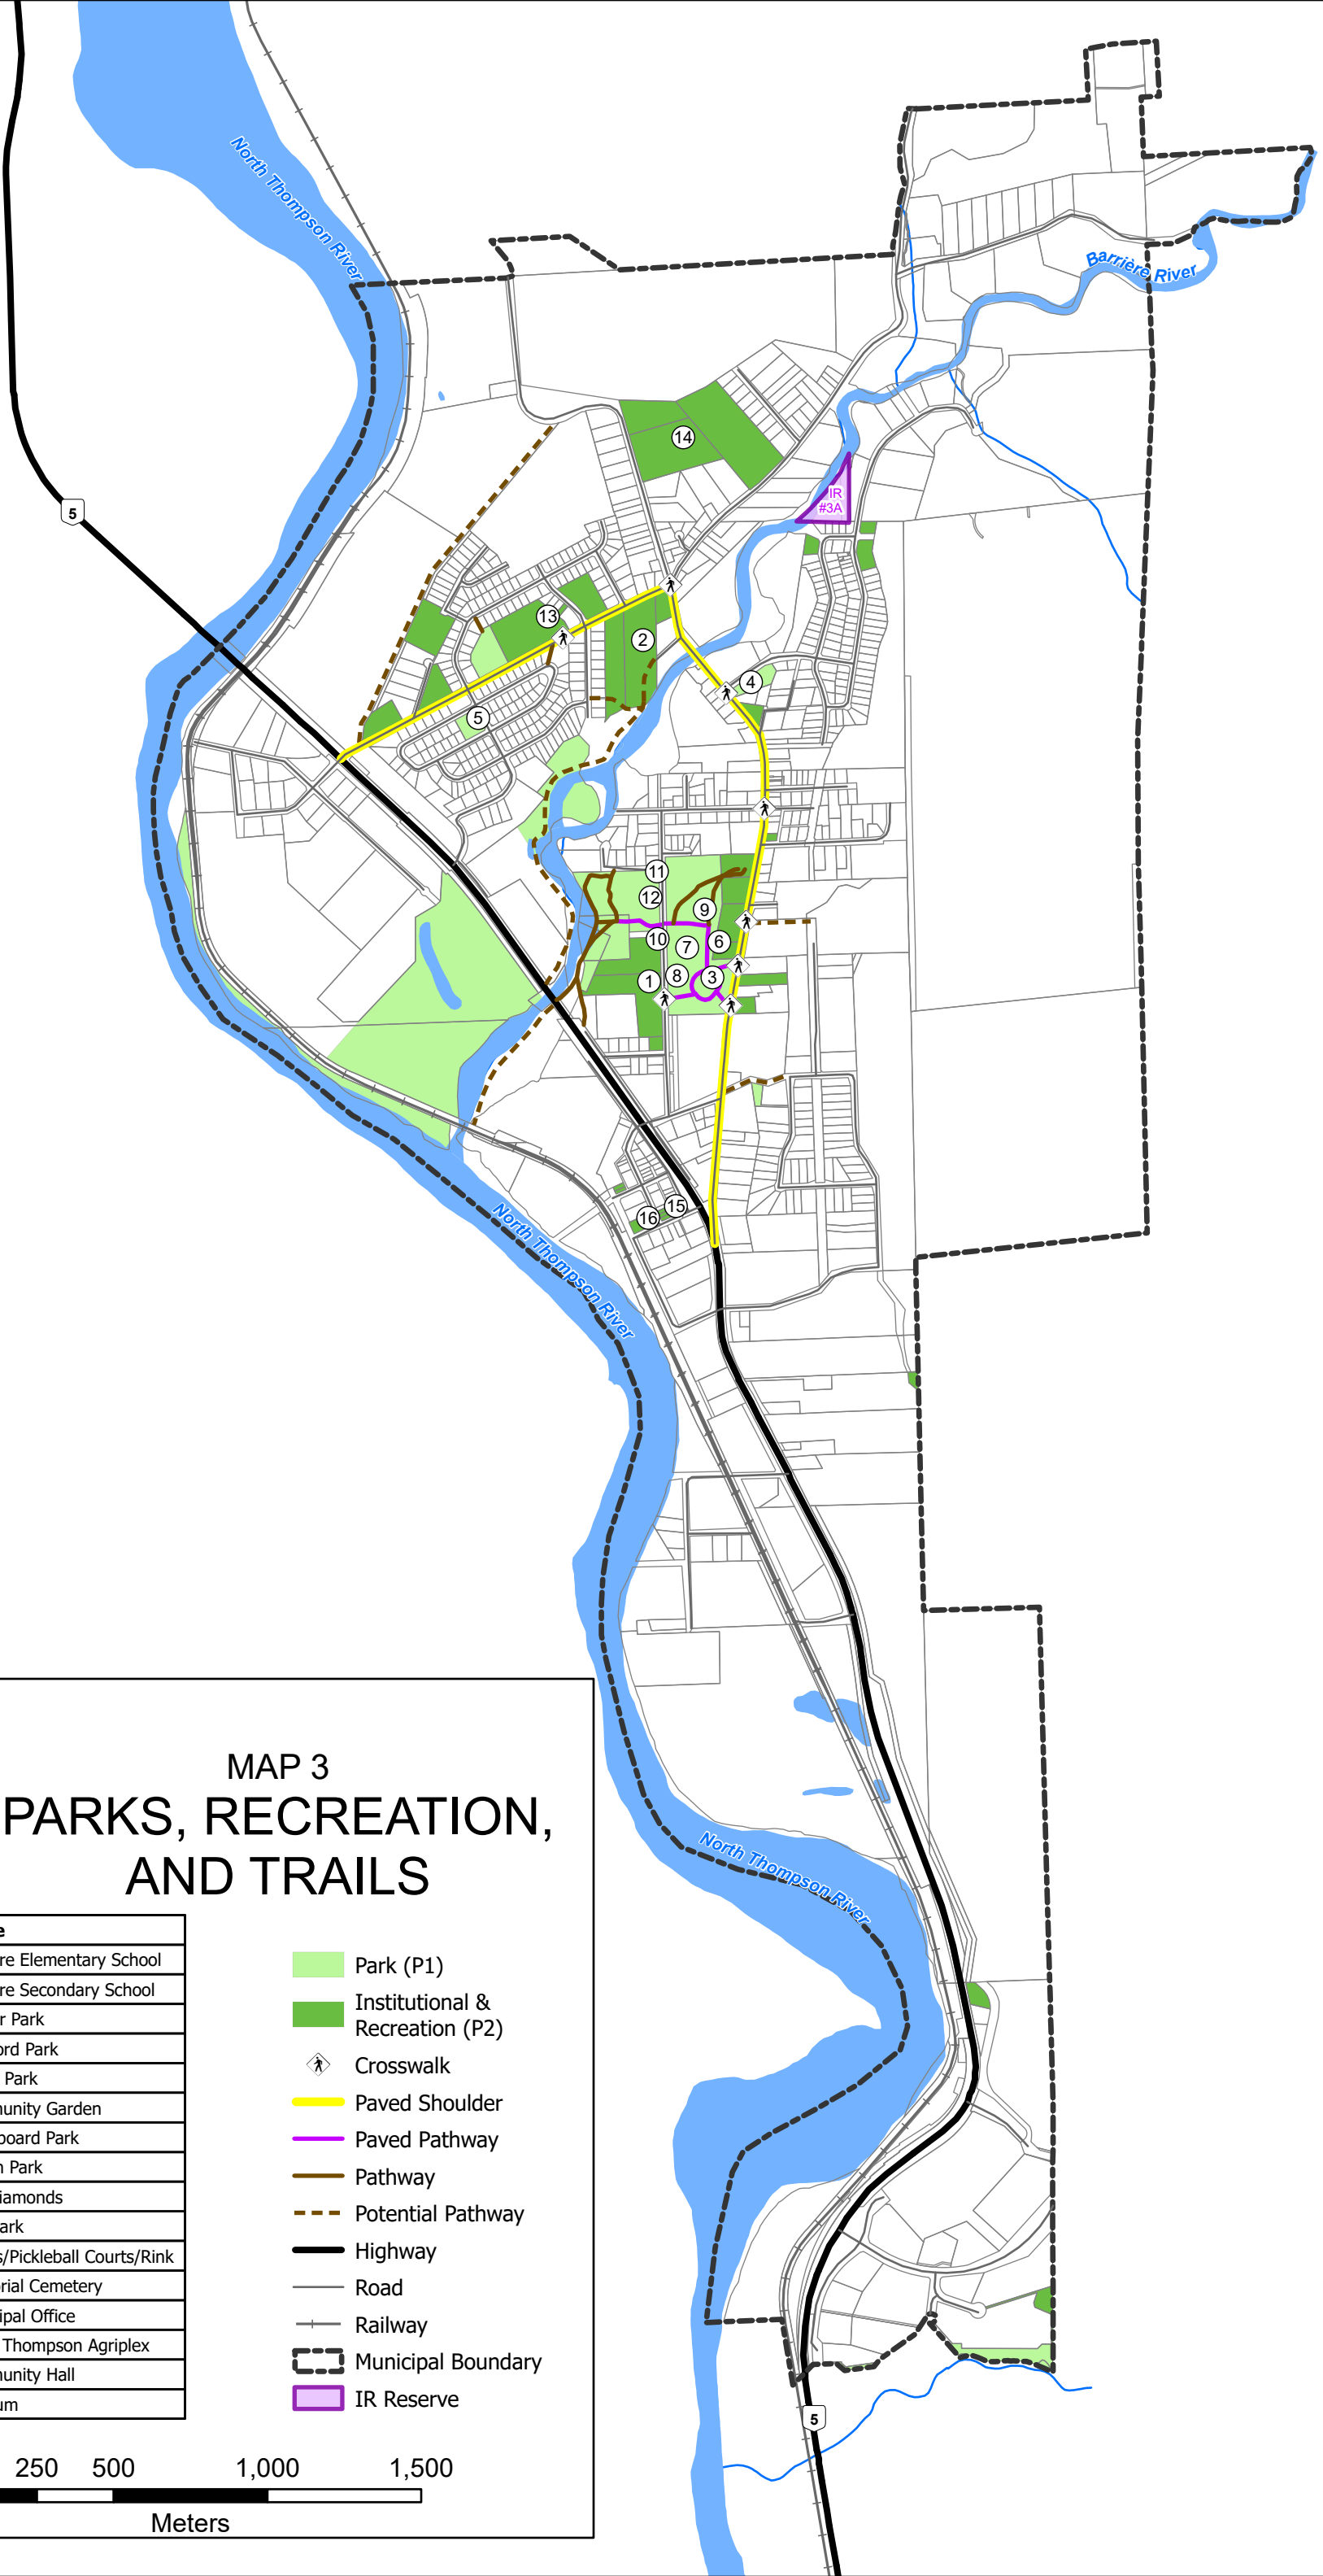 North Thompson River
Barrière River
5
14
IR
#3A
13
2
4
5
11
12
9
10
7
6
1
8
3
15
16
North Thompson River
North Thompson River
MAP 3
PARKS, RECREATION,
AND TRAILS
e
re Elementary School
re Secondary School
r Park
ord Park
Park
unity Garden
board Park
n Park
iamonds
ark
s/Pickleball Courts/Rink
rial Cemetery
ipal Office
Thompson Agriplex
unity Hall
um
Park (P1)
Institutional &
Recreation (P2)
Crosswalk
Paved Shoulder
Paved Pathway
Pathway
Potential Pathway
Highway
Road
Railway
Municipal Boundary
IR Reserve
250 500 1,000 1,500
Meters
5